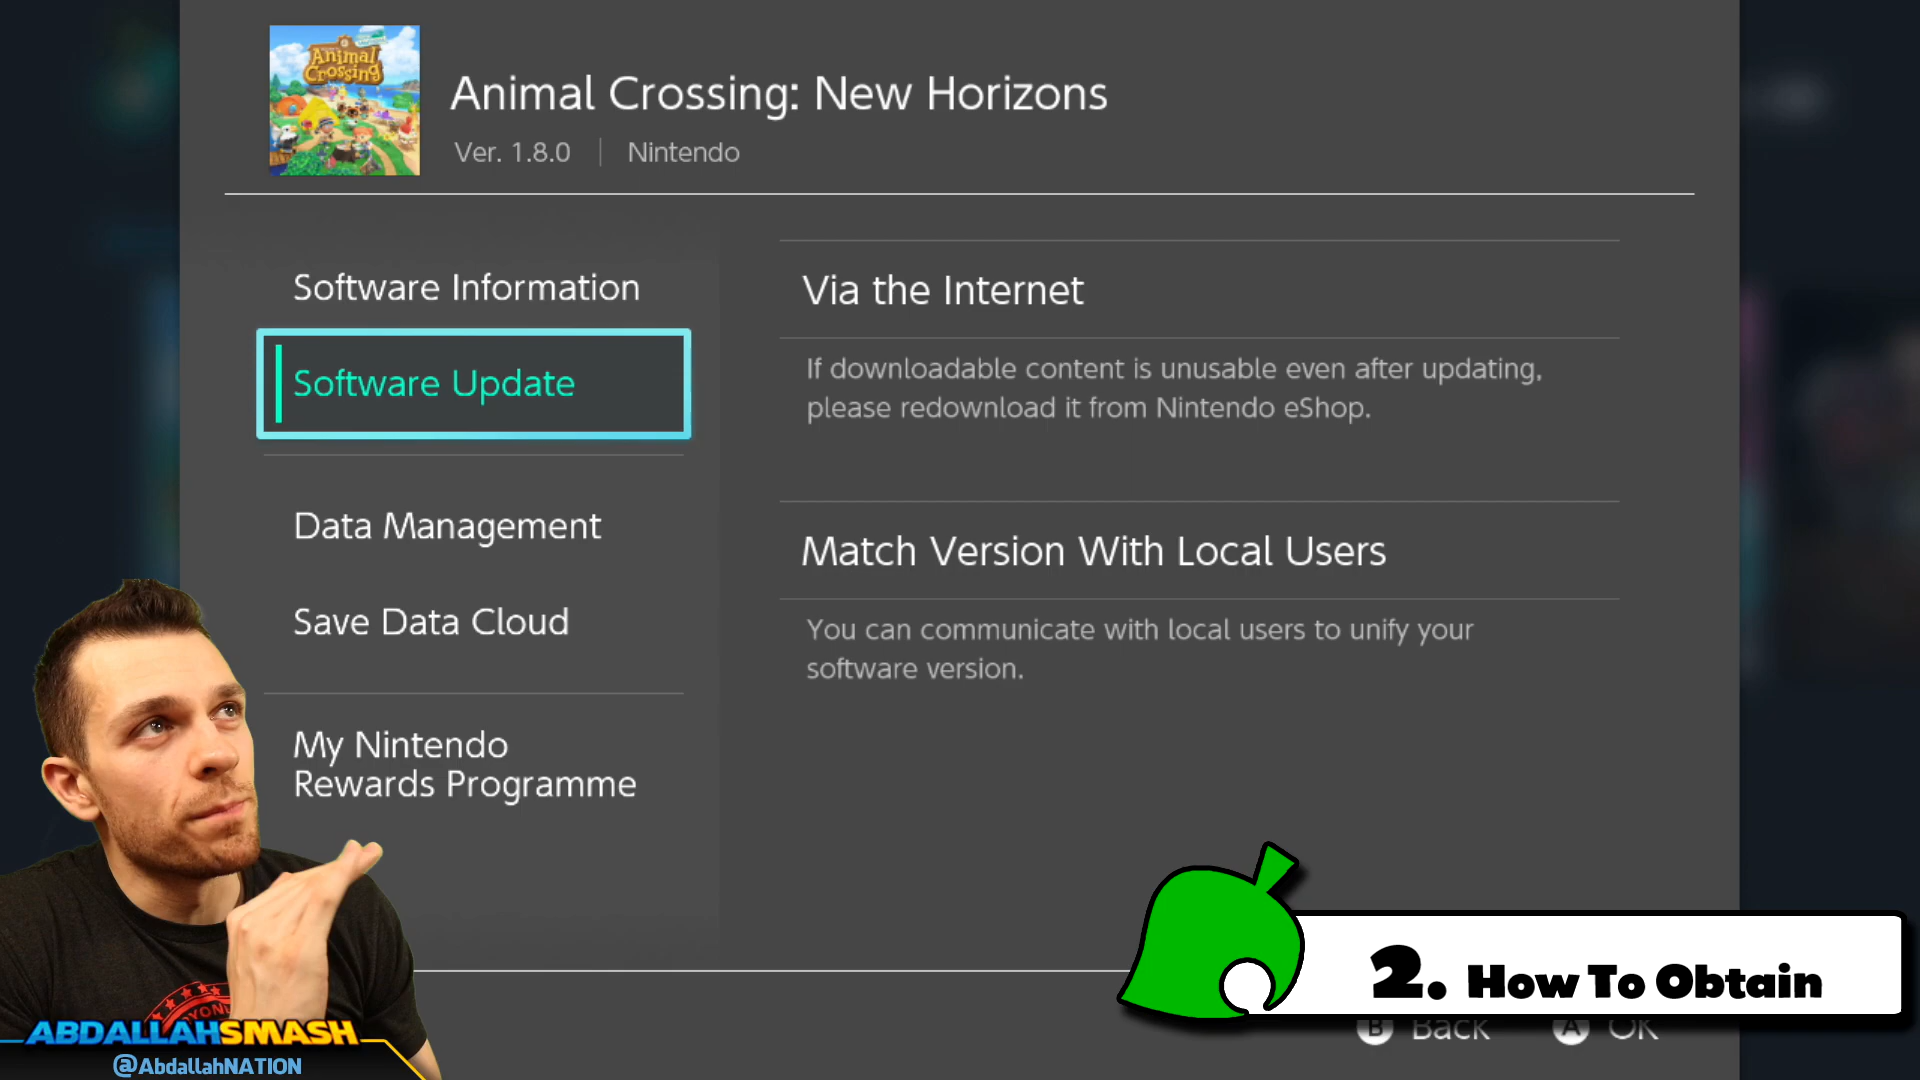 Animal Crossing
Animal Crossing: New Horizons
Ver. 1.8.0
Nintendo
Software Information
Software Update
Data Management
Save Data Cloud
My Nintendo
Rewards Programme
Via the Internet
If downloadable content is unusable even after updating,
please redownload it from Nintendo eShop.
Match Version With Local Users
You can communicate with local users to unify your
software version.
2. How To Obtain
B Back
A OK
ABDALLAHSMASH
@AbdallahNATION